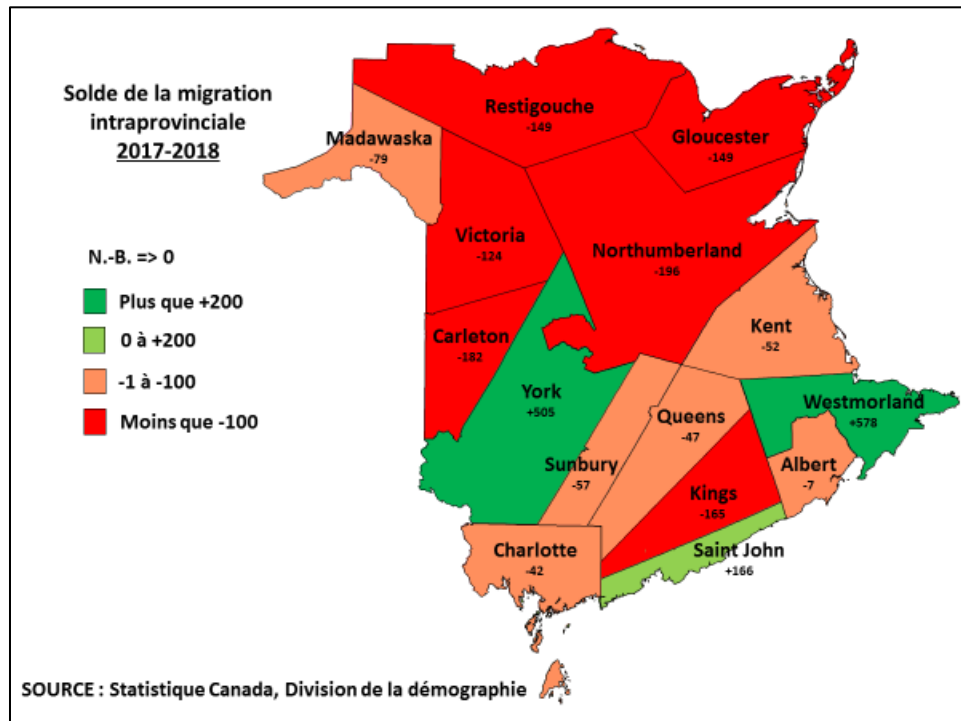 Solde de la migration
intraprovinciale
2017-2018
N.-B. => 0
Plus que +200
0 à +200
-1 à -100
Moins que -100
Restigouche
-149
Gloucester
-149
Madawaska
-79
Victoria
-124
Northumberland
-196
Carleton
-182
Kent
-52
York
+505
Westmorland
+578
Queens
-47
Sunbury
-57
Albert
-7
Kings
-165
Saint John
+166
Charlotte
-42
SOURCE : Statistique Canada, Division de la démographie